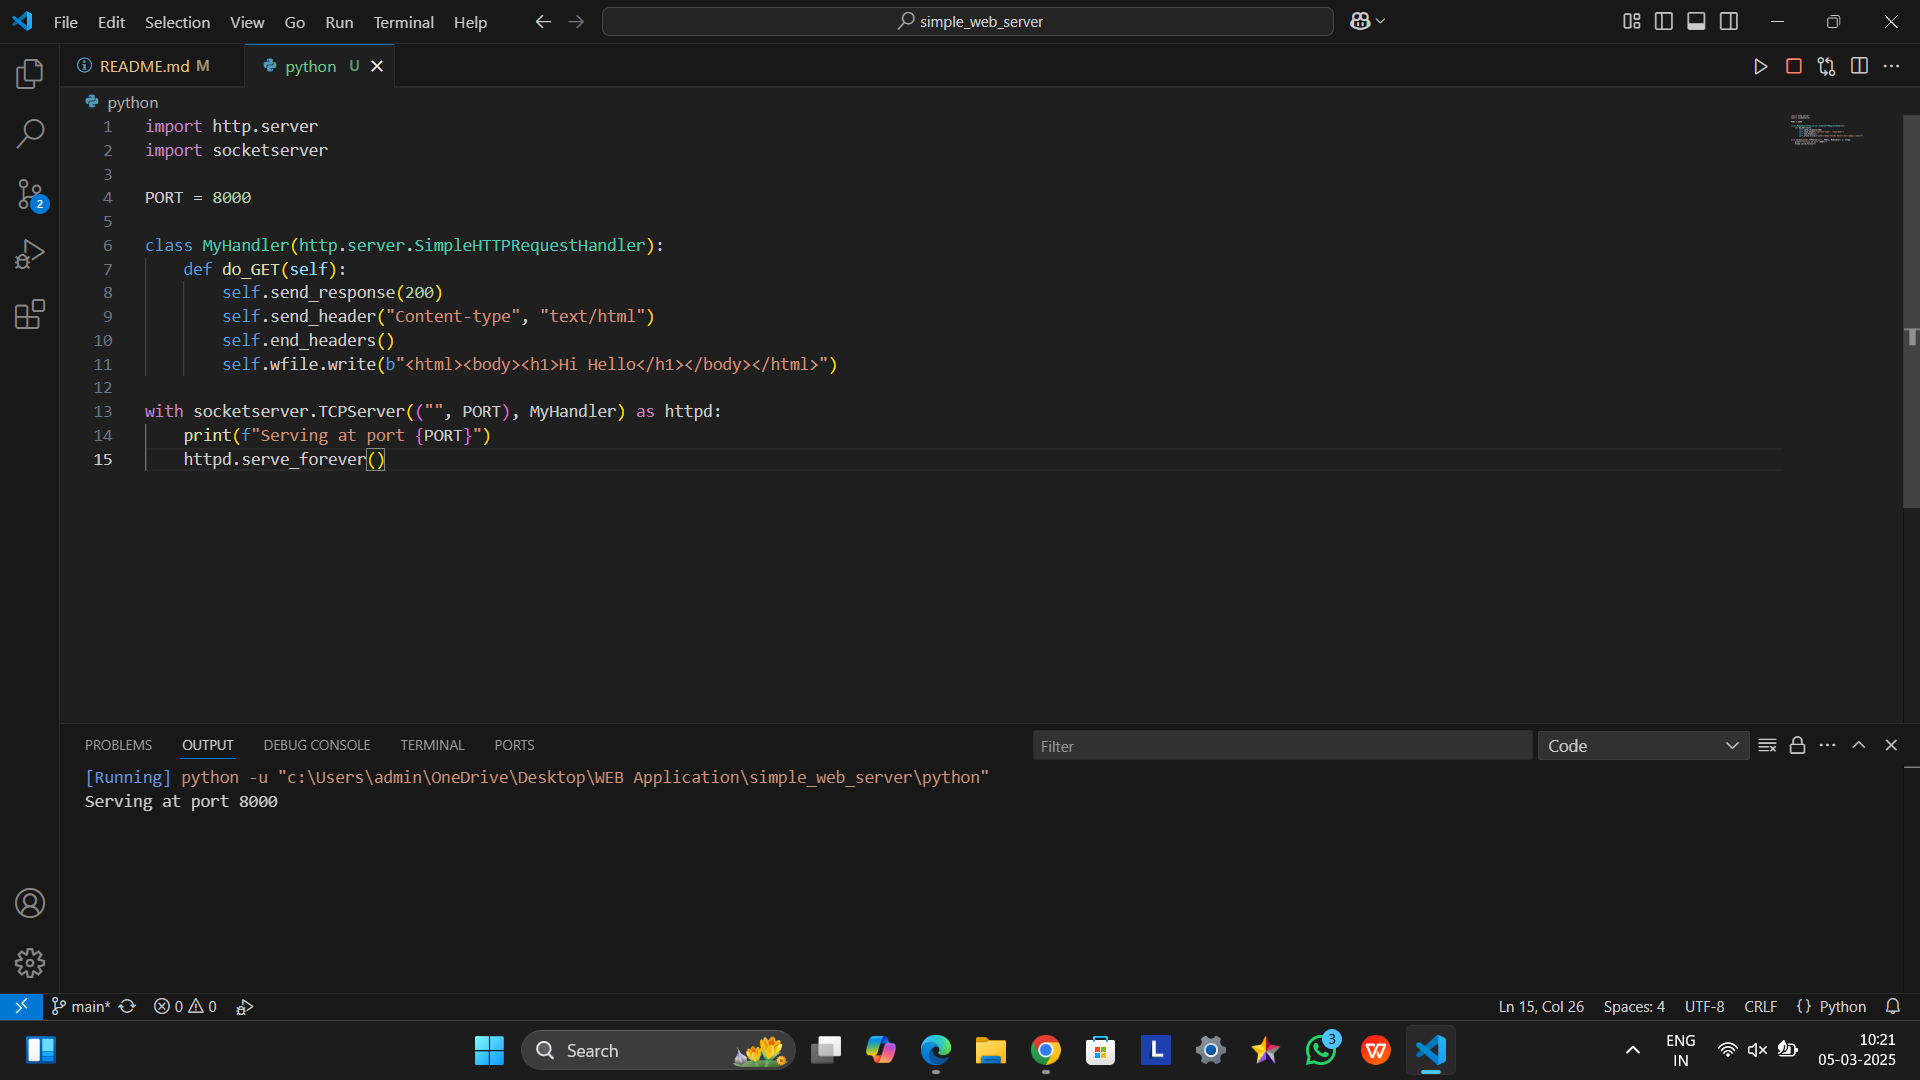 File Edit Selection View Go Run Terminal Help
simple_web_server
README.md M
python U
python
1 import http.server
2 import socketserver
3
4 PORT = 8000
5
6 class MyHandler(http.server.SimpleHTTPRequestHandler):
7     def do_GET(self):
8         self.send_response(200)
9         self.send_header("Content-type", "text/html")
10         self.end_headers()
11         self.wfile.write(b"<html><body><h1>Hi Hello</h1></body></html>")
12
13 with socketserver.TCPServer(("", PORT), MyHandler) as httpd:
14     print(f"Serving at port {PORT}")
15     httpd.serve_forever()
2
PROBLEMS OUTPUT DEBUG CONSOLE TERMINAL PORTS
Filter
Code
[Running] python -u "c:\Users\admin\OneDrive\Desktop\WEB Application\simple_web_server\python"
Serving at port 8000
main* 0 0
Ln 15, Col 26 Spaces: 4 UTF-8 CRLF {} Python
Search
L
3
W
ENG
IN
10:21
05-03-2025